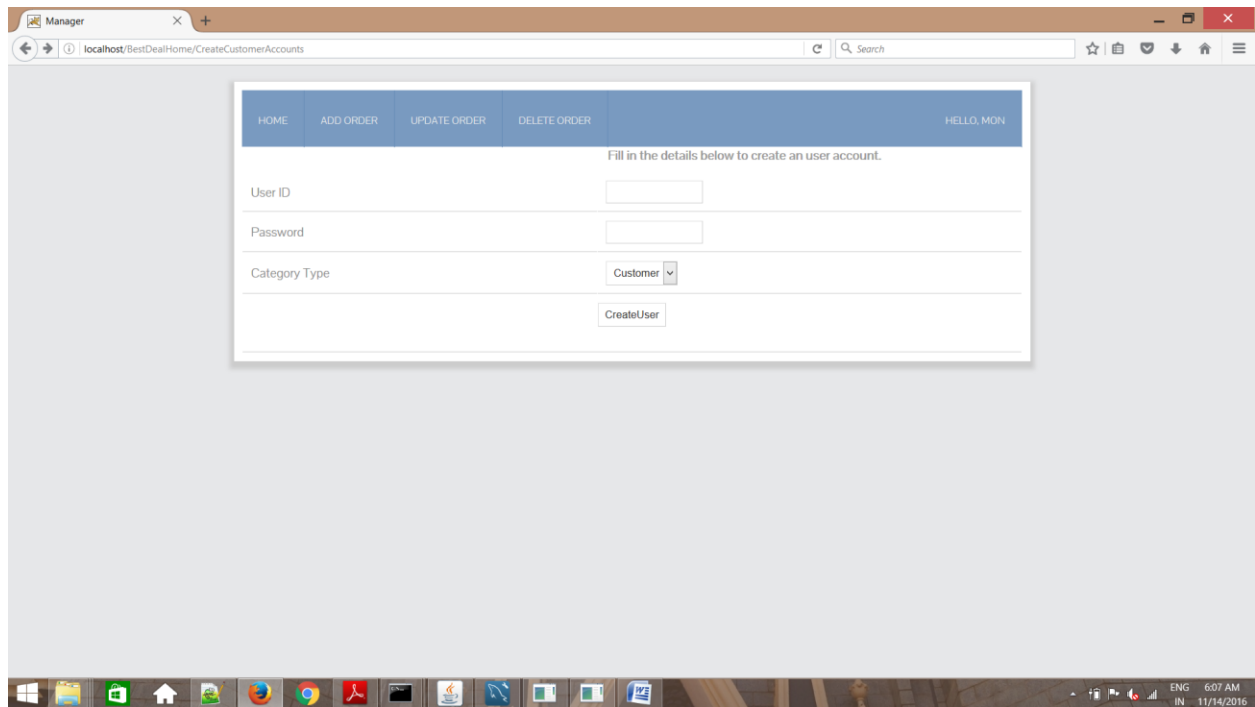 Manager
localhost/BestDealHome/CreateCustomerAccounts
Search
HOME ADD ORDER UPDATE ORDER DELETE ORDER HELLO, MON
Fill in the details below to create an user account.
User ID
Password
Category Type Customer
CreateUser
ENG 6:07 AM
IN 11/14/2016